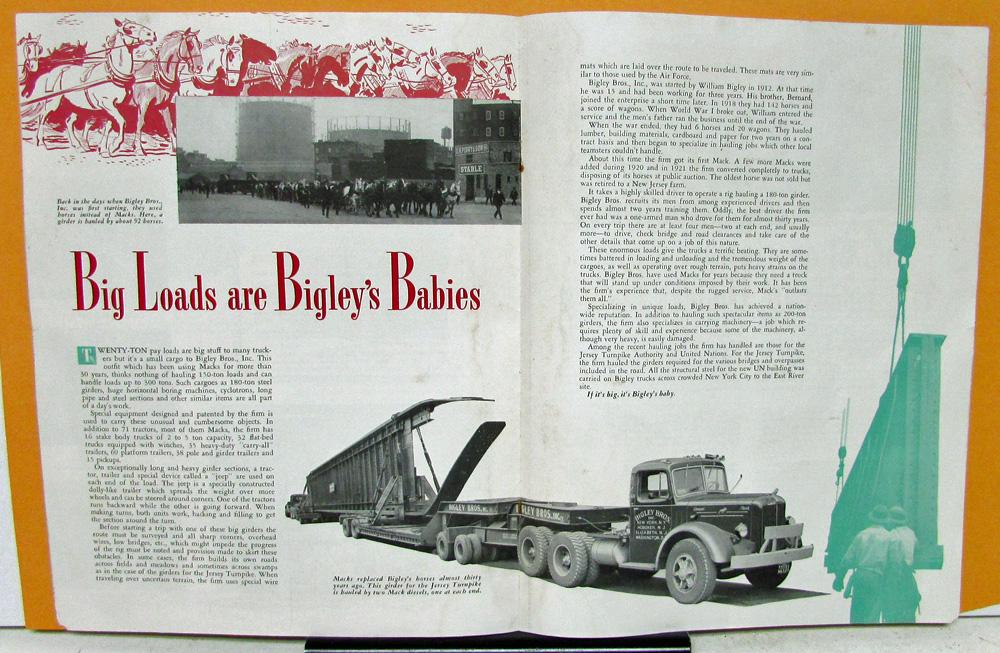 Back in the days when Bigley Bros.,
Inc. was first starting, they used
horses instead of Macks. Here, a
girder is hauled by about 52 horses.
STABLE
Big Loads are Bigley's Babies
TWENTY-TON pay loads are big stuff to many truck-
ers but it's a small cargo to Bigley Bros., Inc. This
outfit which has been using Macks for more than
30 years, thinks nothing of hauling 150-ton loads and can
handle loads up to 300 tons. Such cargoes as 180-ton steel
girders, huge horizontal boring machines, cyclotrons, long
pipe and steel sections and other similar items are all part
of a day's work.
Special equipment designed and patented by the firm is
used to carry these unusual and cumbersome objects. In
addition to 71 tractors, most of them Macks, the firm has
16 stake body trucks of 2 to 5 ton capacity, 32 flat-bed
trucks equipped with winches, 35 heavy-duty "carry-all"
trailers, 60 platform trailers, 38 pole and girder trailers and
15 pickups.
On exceptionally long and heavy girder sections, a trac-
tor, trailer and special device called a "jeep" are used on
each end of the load. The jeep is a specially constructed
dolly-like trailer which spreads the weight over more
wheels and can be steered around corners. One of the tractors
runs backward while the other is going forward. When
making turns, both units work, backing and filling to get
the section around the turn.
Before starting a trip with one of these big girders the
route must be surveyed and all sharp corners, overhead
wires, low bridges, etc., which might impede the progress
of the rig must be noted and provision made to skirt these
obstacles. In some cases, the firm builds its own roads
across fields and meadows and sometimes across swamps
as in the case of the girders for the Jersey Turnpike. When
traveling over uncertain terrain, the firm uses special wire
Macks replaced Bigley's horses almost thirty
years ago. This girder for the Jersey Turnpike
is hauled by two Mack diesels, one at each end.
BIGLEY BROS. INC.
BIGLEY BROS. INC.
BIGLEY BROS.
INC.
NEW YORK, N.Y.
HOBOKEN, N.J.
ELIZABETH, N.J.
WASHINGTON, D.C.
mats which are laid over the route to be traveled. These mats are very sim-
ilar to those used by the Air Force.
Bigley Bros., Inc., was started by William Bigley in 1912. At that time
he was 15 and had been working for three years. His brother, Bernard,
joined the enterprise a short time later. In 1918 they had 142 horses and
a score of wagons. When World War I broke out, William entered the
service and the men's father ran the business until the end of the war.
When the war ended, they had 6 horses and 20 wagons. They hauled
lumber, building materials, cardboard and paper for two years on a con-
tract basis and then began to specialize in hauling jobs which other local
teamsters couldn't handle.
About this time the firm got its first Mack. A few more Macks were
added during 1920 and in 1921 the firm converted completely to trucks,
disposing of its horses at public auction. The oldest horse was not sold but
was retired to a New Jersey farm.
It takes a highly skilled driver to operate a rig hauling a 180-ton girder.
Bigley Bros. recruits its men from among experienced drivers and then
spends almost two years training them. Oddly, the best driver the firm
ever had was a one-armed man who drove for them for almost thirty years.
On every trip there are at least four men—two at each end, and usually
more—to drive, check bridge and road clearances and take care of the
other details that come up on a job of this nature.
These enormous loads give the trucks a terrific beating. They are some-
times battered in loading and unloading and the tremendous weight of the
cargoes, as well as operating over rough terrain, puts heavy strains on the
trucks. Bigley Bros. have used Macks for years because they need a truck
that will stand up under conditions imposed by their work. It has been
the firm's experience that, despite the rugged service, Mack's "outlasts
them all."
Specializing in unique loads, Bigley Bros. has achieved a nation-
wide reputation. In addition to hauling such spectacular items as 200-ton
girders, the firm also specializes in carrying machinery—a job which re-
quires plenty of skill and experience because some of the machinery, al-
though very heavy, is easily damaged.
Among the recent hauling jobs the firm has handled are those for the
Jersey Turnpike Authority and United Nations. For the Jersey Turnpike,
the firm hauled the girders required for the various bridges and overpasses
included in the road. All the structural steel for the new UN building was
carried on Bigley trucks across crowded New York City to the East River
site.
If it's big, it's Bigley's baby.